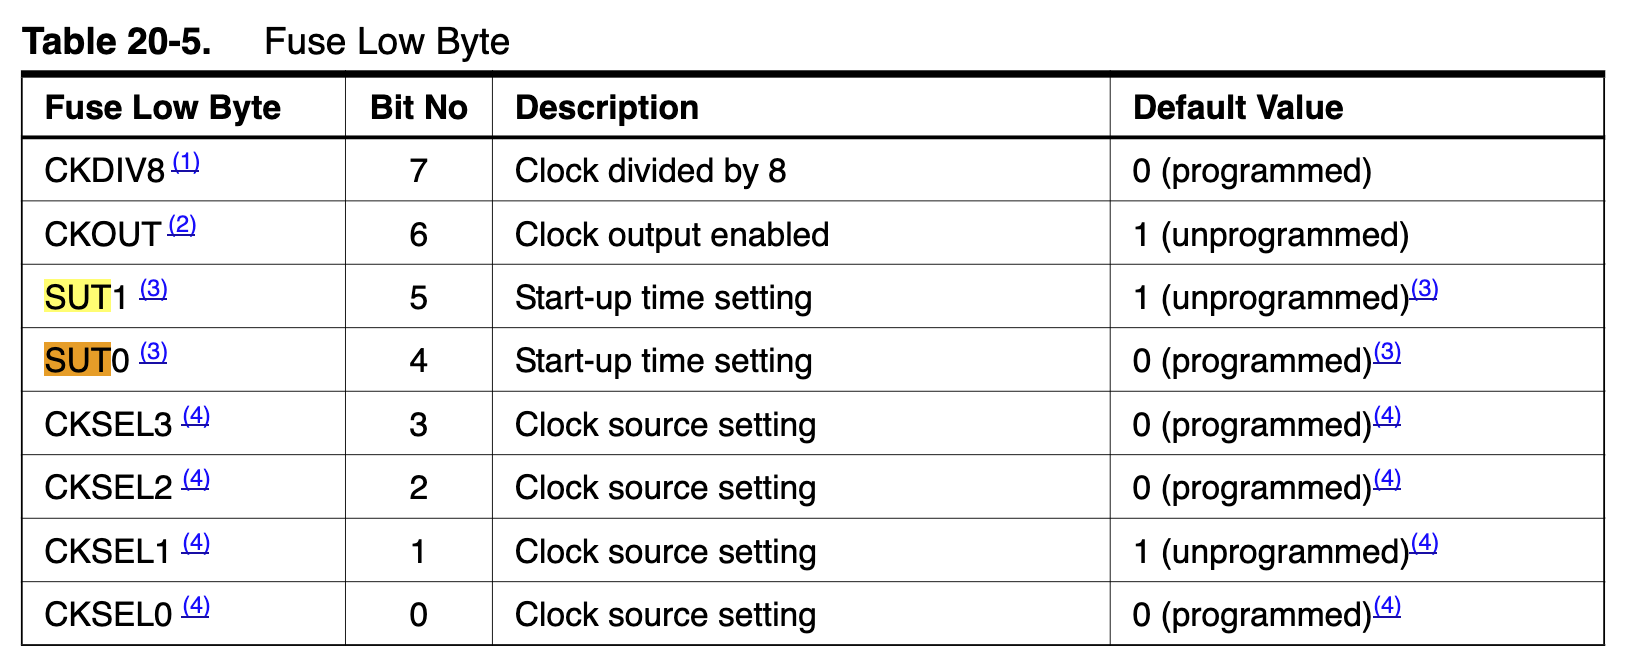 Table 20-5. Fuse Low Byte
Fuse Low Byte Bit No Description Default Value
CKDIV8 (1) 7 Clock divided by 8 0 (programmed)
CKOUT (2) 6 Clock output enabled 1 (unprogrammed)
SUT1 (3) 5 Start-up time setting 1 (unprogrammed)(3)
SUT0 (3) 4 Start-up time setting 0 (programmed)(3)
CKSEL3 (4) 3 Clock source setting 0 (programmed)(4)
CKSEL2 (4) 2 Clock source setting 0 (programmed)(4)
CKSEL1 (4) 1 Clock source setting 1 (unprogrammed)(4)
CKSEL0 (4) 0 Clock source setting 0 (programmed)(4)